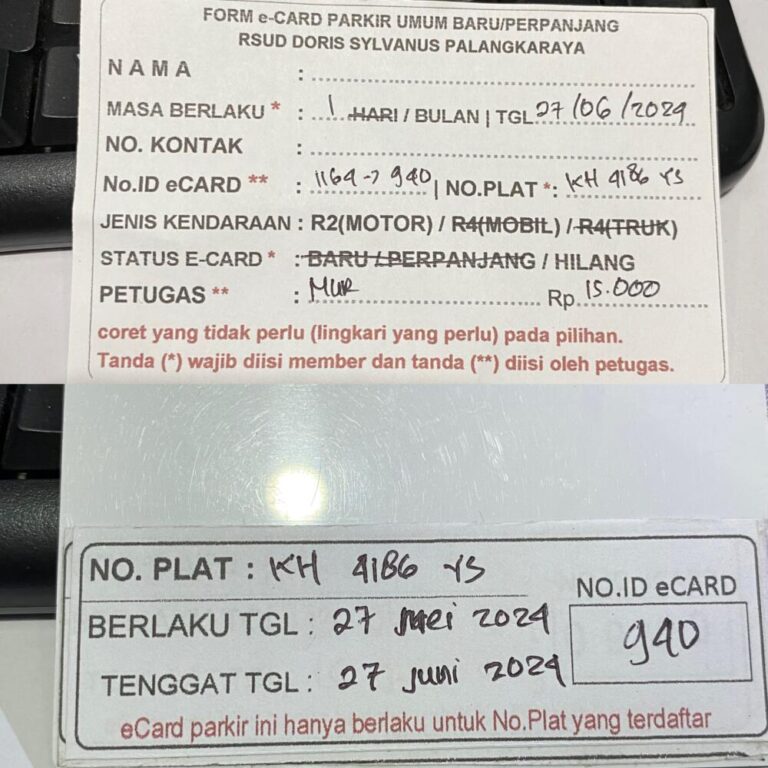 FORM e-CARD PARKIR UMUM BARU/PERPANJANG
RSUD DORIS SYLVANUS PALANGKARAYA
NAMA :
MASA BERLAKU * : 1 HARI / BULAN | TGL 27/06/2024
NO. KONTAK :
No.ID eCARD ** : 1164 -> 940 | NO.PLAT *: KH 4186 YS
JENIS KENDARAAN : R2(MOTOR) / R4(MOBIL) / R4(TRUK)
STATUS E-CARD * : BARU / PERPANJANG / HILANG
PETUGAS ** : MUR Rp. 15.000
coret yang tidak perlu (lingkari yang perlu) pada pilihan.
Tanda (*) wajib diisi member dan tanda (**) diisi oleh petugas.
NO. PLAT : KH 4186 YS
NO.ID eCARD
BERLAKU TGL : 27 Mei 2024
940
TENGGAT TGL : 27 juni 2024
eCard parkir ini hanya berlaku untuk No.Plat yang terdaftar